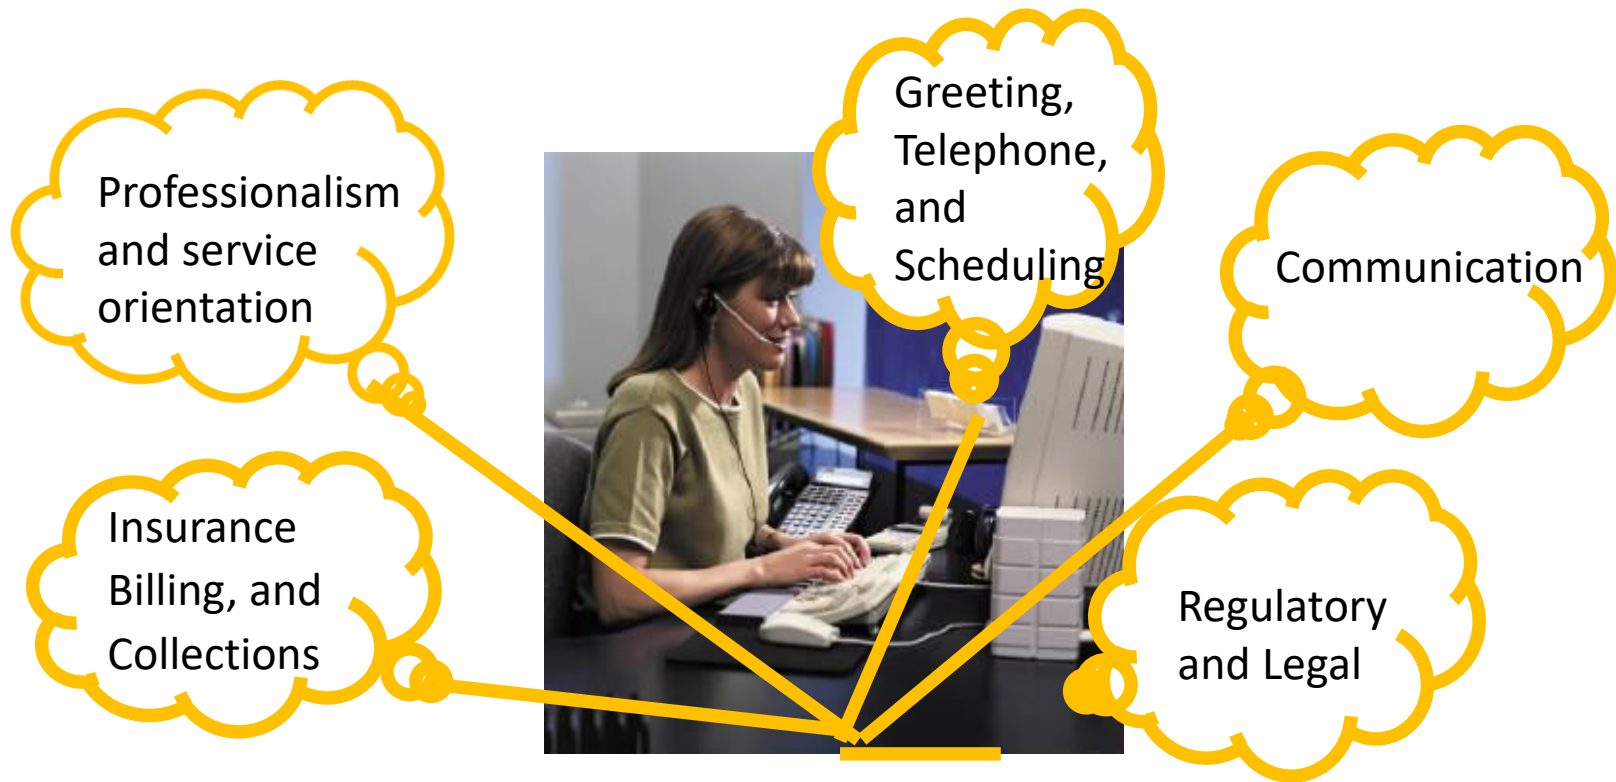 Professionalism
and service
orientation
Greeting,
Telephone,
and
Scheduling
Communication
Insurance
Billing, and
Collections
Regulatory
and Legal